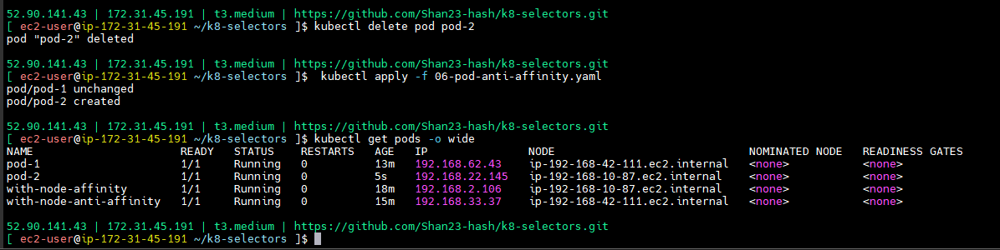 52.90.141.43 | 172.31.45.191 | t3.medium | https://github.com/Shan23-hash/k8-selectors.git
[ ec2-user@ip-172-31-45-191 ~/k8-selectors ]$ kubectl delete pod pod-2
pod "pod-2" deleted
52.90.141.43 | 172.31.45.191 | t3.medium | https://github.com/Shan23-hash/k8-selectors.git
[ ec2-user@ip-172-31-45-191 ~/k8-selectors ]$  kubectl apply -f 06-pod-anti-affinity.yaml
pod/pod-1 unchanged
pod/pod-2 created
52.90.141.43 | 172.31.45.191 | t3.medium | https://github.com/Shan23-hash/k8-selectors.git
[ ec2-user@ip-172-31-45-191 ~/k8-selectors ]$ kubectl get pods -o wide
NAME READY STATUS RESTARTS AGE IP NODE NOMINATED NODE READINESS GATES
pod-1 1/1 Running 0 13m 192.168.62.43 ip-192-168-42-111.ec2.internal <none> <none>
pod-2 1/1 Running 0 5s 192.168.22.145 ip-192-168-10-87.ec2.internal <none> <none>
with-node-affinity 1/1 Running 0 18m 192.168.2.106 ip-192-168-10-87.ec2.internal <none> <none>
with-node-anti-affinity 1/1 Running 0 15m 192.168.33.37 ip-192-168-42-111.ec2.internal <none> <none>
52.90.141.43 | 172.31.45.191 | t3.medium | https://github.com/Shan23-hash/k8-selectors.git
[ ec2-user@ip-172-31-45-191 ~/k8-selectors ]$